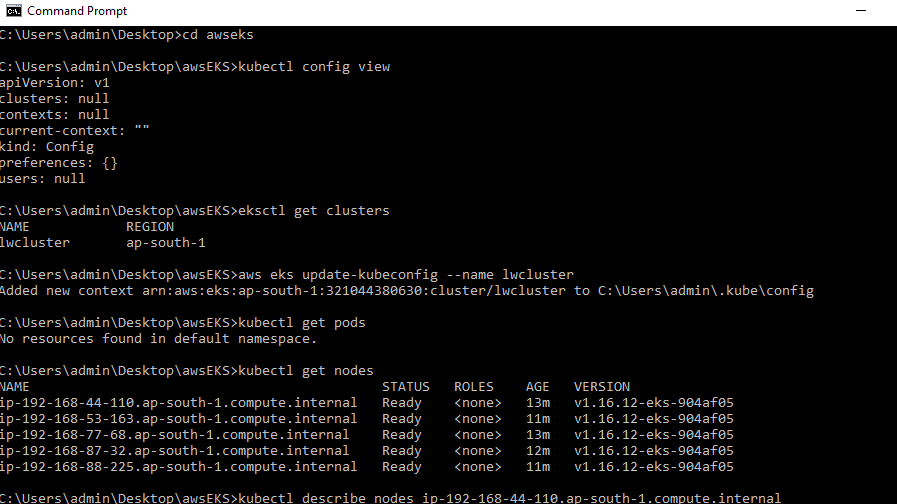 Command Prompt
C:\Users\admin\Desktop>cd awseks
C:\Users\admin\Desktop\awsEKS>kubectl config view
apiVersion: v1
clusters: null
contexts: null
current-context: ""
kind: Config
preferences: {}
users: null
C:\Users\admin\Desktop\awsEKS>eksctl get clusters
NAME REGION
lwcluster ap-south-1
C:\Users\admin\Desktop\awsEKS>aws eks update-kubeconfig --name lwcluster
Added new context arn:aws:eks:ap-south-1:321044380630:cluster/lwcluster to C:\Users\admin\.kube\config
C:\Users\admin\Desktop\awsEKS>kubectl get pods
No resources found in default namespace.
C:\Users\admin\Desktop\awsEKS>kubectl get nodes
NAME STATUS ROLES AGE VERSION
ip-192-168-44-110.ap-south-1.compute.internal Ready <none> 13m v1.16.12-eks-904af05
ip-192-168-53-163.ap-south-1.compute.internal Ready <none> 11m v1.16.12-eks-904af05
ip-192-168-77-68.ap-south-1.compute.internal Ready <none> 13m v1.16.12-eks-904af05
ip-192-168-87-32.ap-south-1.compute.internal Ready <none> 12m v1.16.12-eks-904af05
ip-192-168-88-225.ap-south-1.compute.internal Ready <none> 11m v1.16.12-eks-904af05
C:\Users\admin\Desktop\awsEKS>kubectl describe nodes ip-192-168-44-110.ap-south-1.compute.internal